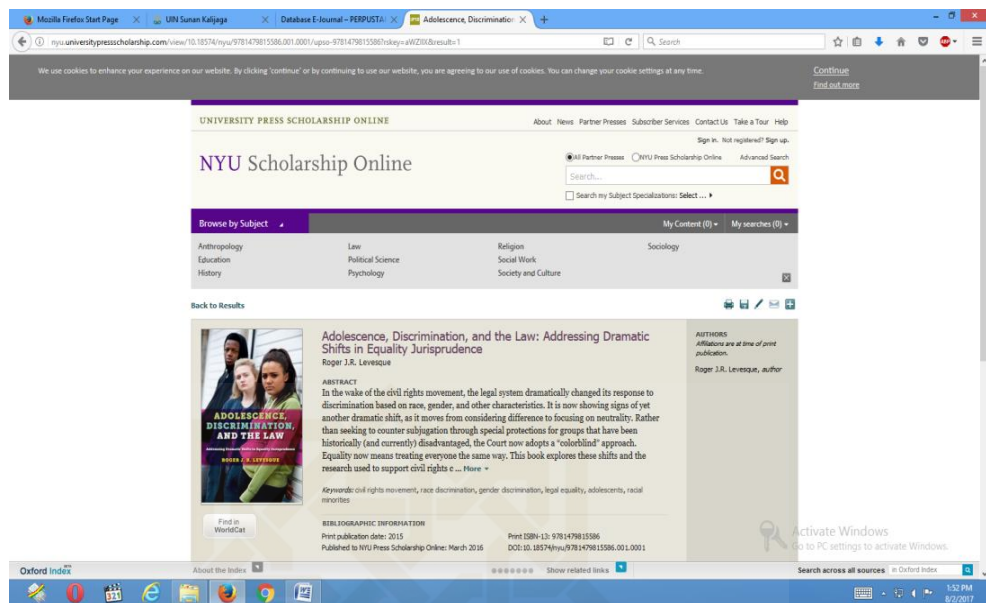 Mozilla Firefox Start Page
UIN Sunan Kalijaga
Database E-Journal – PERPUSTA
Adolescence, Discrimination
nyu.universitypressscholarship.com/view/10.18574/nyu/9781479815586.001.0001/upso-9781479815586?rskey=aWZIIX&result=1
Search
We use cookies to enhance your experience on our website. By clicking 'continue' or by continuing to use our website, you are agreeing to our use of cookies. You can change your cookie settings at any time.
Continue
Find out more
UNIVERSITY PRESS SCHOLARSHIP ONLINE
About News Partner Presses Subscriber Services Contact Us Take a Tour Help
Sign in. Not registered? Sign up.
NYU Scholarship Online
All Partner Presses NYU Press Scholarship Online Advanced Search
Search...
Search my Subject Specializations: Select ...
Browse by Subject
My Content (0) My searches (0)
Anthropology Law Religion Sociology
Education Political Science Social Work
History Psychology Society and Culture
Back to Results
Adolescence, Discrimination, and the Law: Addressing Dramatic
Shifts in Equality Jurisprudence
Roger J.R. Levesque
ABSTRACT
In the wake of the civil rights movement, the legal system dramatically changed its response to
discrimination based on race, gender, and other characteristics. It is now showing signs of yet
another dramatic shift, as it moves from considering difference to focusing on neutrality. Rather
than seeking to counter subjugation through special protections for groups that have been
historically (and currently) disadvantaged, the Court now adopts a “colorblind” approach.
Equality now means treating everyone the same way. This book explores these shifts and the
research used to support civil rights c ... More
Keywords: civil rights movement, race discrimination, gender discrimination, legal equality, adolescents, racial
minorities
BIBLIOGRAPHIC INFORMATION
Print publication date: 2015 Print ISBN-13: 9781479815586
Published to NYU Press Scholarship Online: March 2016 DOI:10.18574/nyu/9781479815586.001.0001
AUTHORS
Affiliations are at time of print
publication.
Roger J.R. Levesque, author
ADOLESCENCE,
DISCRIMINATION,
AND THE LAW
Addressing Dramatic Shifts in Equality Jurisprudence
ROGER J.R. LEVESQUE
Find in
WorldCat
Activate Windows
Go to PC settings to activate Windows.
Oxford Index
About the Index
Show related links
Search across all sources in Oxford Index
1:52 PM
8/2/2017